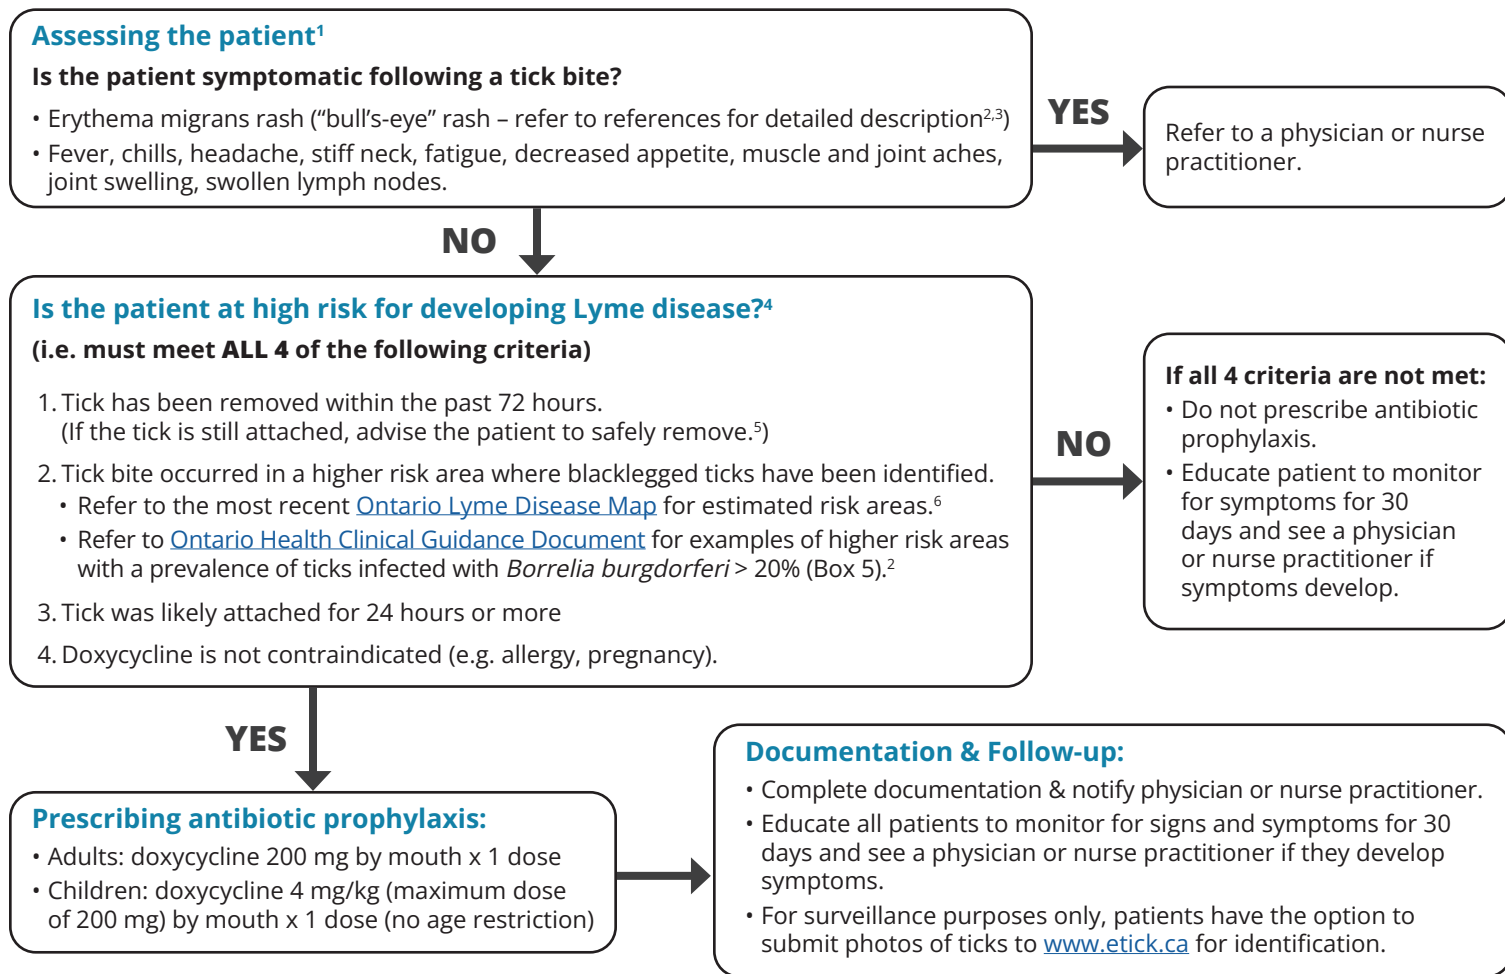 Assessing the patient1
Is the patient symptomatic following a tick bite?
• Erythema migrans rash (“bull’s-eye” rash – refer to references for detailed description2,3)
• Fever, chills, headache, stiff neck, fatigue, decreased appetite, muscle and joint aches,
joint swelling, swollen lymph nodes.
YES
Refer to a physician or nurse
practitioner.
NO
Is the patient at high risk for developing Lyme disease?4
(i.e. must meet ALL 4 of the following criteria)
1. Tick has been removed within the past 72 hours.
(If the tick is still attached, advise the patient to safely remove.5)
2. Tick bite occurred in a higher risk area where blacklegged ticks have been identified.
• Refer to the most recent Ontario Lyme Disease Map for estimated risk areas.6
• Refer to Ontario Health Clinical Guidance Document for examples of higher risk areas
with a prevalence of ticks infected with Borrelia burgdorferi > 20% (Box 5).2
3. Tick was likely attached for 24 hours or more
4. Doxycycline is not contraindicated (e.g. allergy, pregnancy).
NO
If all 4 criteria are not met:
• Do not prescribe antibiotic
prophylaxis.
• Educate patient to monitor
for symptoms for 30
days and see a physician
or nurse practitioner if
symptoms develop.
YES
Prescribing antibiotic prophylaxis:
• Adults: doxycycline 200 mg by mouth x 1 dose
• Children: doxycycline 4 mg/kg (maximum dose
of 200 mg) by mouth x 1 dose (no age restriction)
Documentation & Follow-up:
• Complete documentation & notify physician or nurse practitioner.
• Educate all patients to monitor for signs and symptoms for 30
days and see a physician or nurse practitioner if they develop
symptoms.
• For surveillance purposes only, patients have the option to
submit photos of ticks to www.etick.ca for identification.